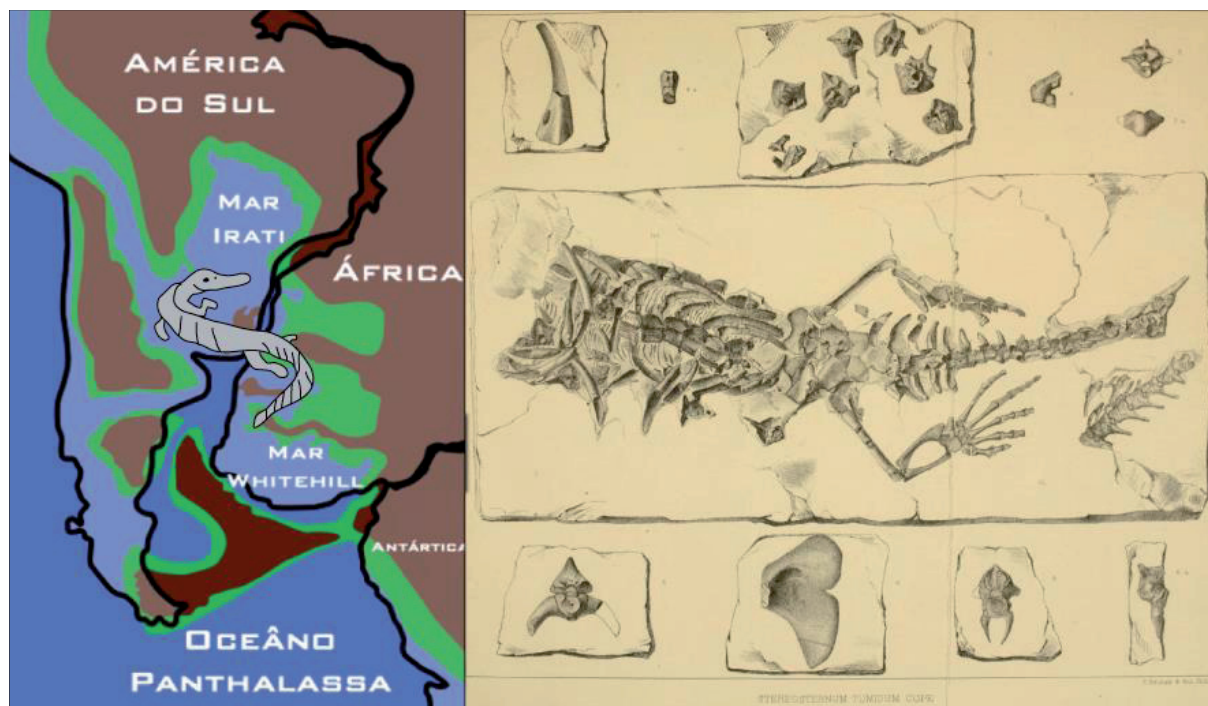 AMÉRICA
DO SUL
MAR
IRATI
ÁFRICA
MAR
WHITEHILL
ANTÁRTICA
OCEÂNO
PANTHALASSA
STEREOSTERNUM TUMIDUM COPE